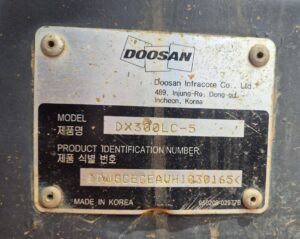 DOOSAN
Doosan Infracore Co., Ltd.
489, Injung-Ro, Dong-gu,
Incheon, Korea
MODEL
제품명
DX300LC-5
PRODUCT IDENTIFICATION NUMBER
제품 식별 번호
MADE IN KOREA